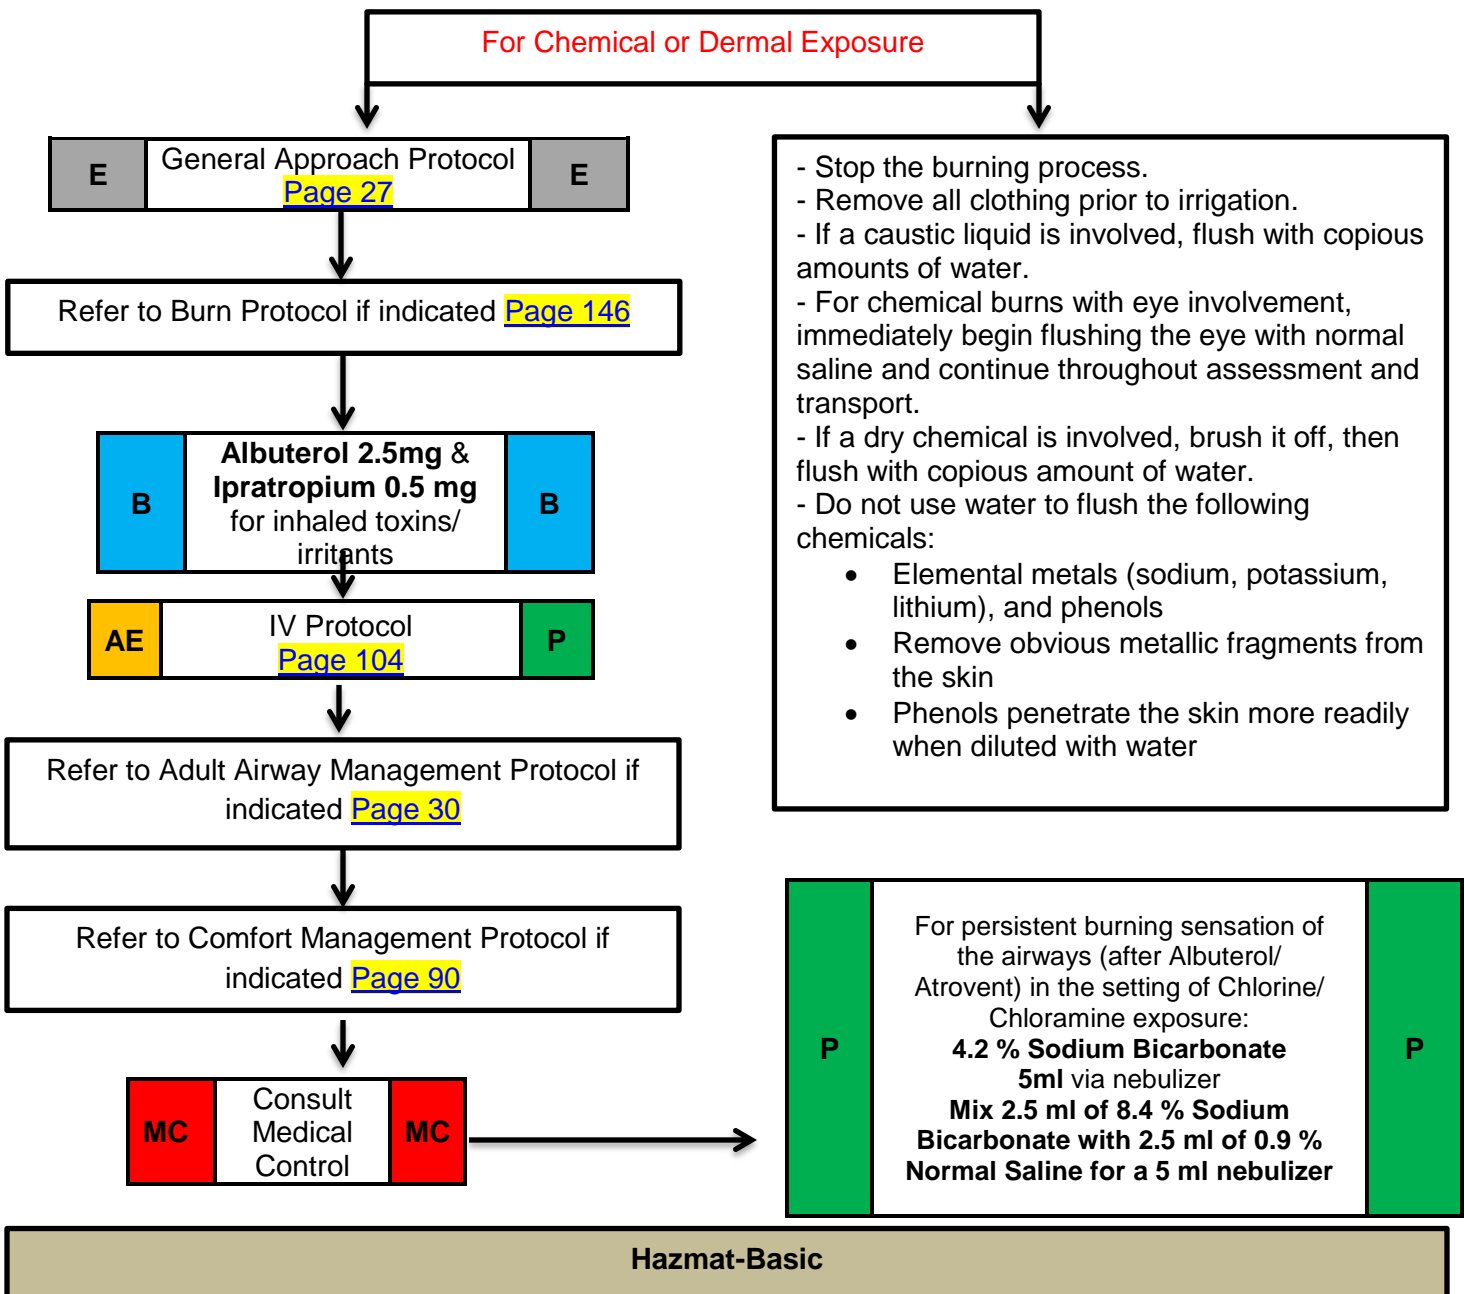 For Chemical or Dermal Exposure
E
General Approach Protocol
Page 27
E
Refer to Burn Protocol if indicated Page 146
B
Albuterol 2.5mg &
Ipratropium 0.5 mg
for inhaled toxins/
irritants
B
AE
IV Protocol
Page 104
P
Refer to Adult Airway Management Protocol if
indicated Page 30
Refer to Comfort Management Protocol if
indicated Page 90
MC
Consult
Medical
Control
MC
- Stop the burning process.
- Remove all clothing prior to irrigation.
- If a caustic liquid is involved, flush with copious
amounts of water.
- For chemical burns with eye involvement,
immediately begin flushing the eye with normal
saline and continue throughout assessment and
transport.
- If a dry chemical is involved, brush it off, then
flush with copious amount of water.
- Do not use water to flush the following
chemicals:
• Elemental metals (sodium, potassium,
lithium), and phenols
• Remove obvious metallic fragments from
the skin
• Phenols penetrate the skin more readily
when diluted with water
P
For persistent burning sensation of
the airways (after Albuterol/
Atrovent) in the setting of Chlorine/
Chloramine exposure:
4.2 % Sodium Bicarbonate
5ml via nebulizer
Mix 2.5 ml of 8.4 % Sodium
Bicarbonate with 2.5 ml of 0.9 %
Normal Saline for a 5 ml nebulizer
P
Hazmat-Basic